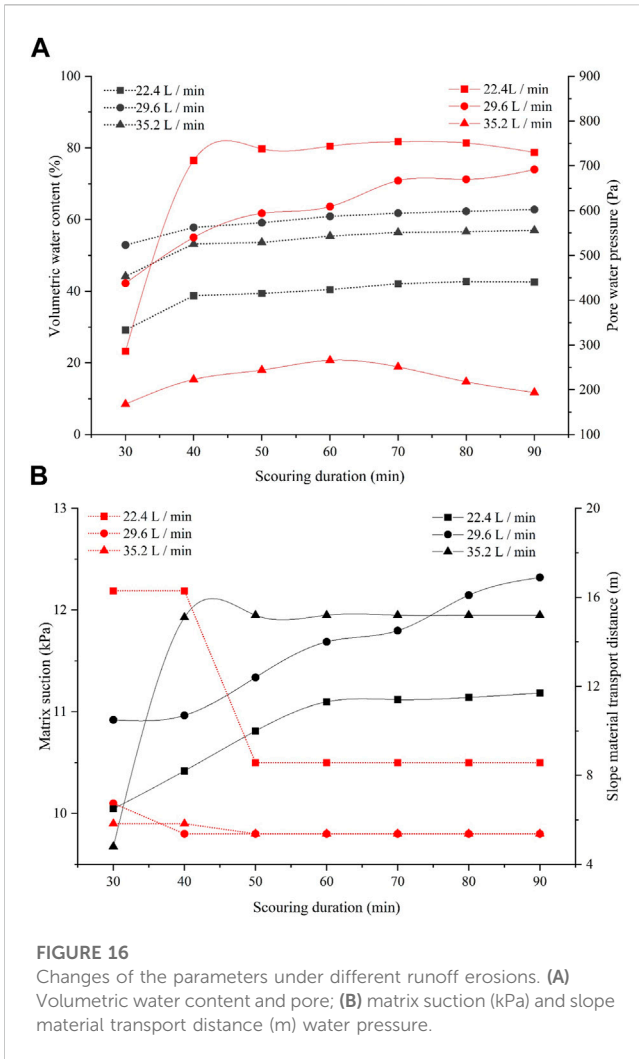 A
100
80
60
40
20
0
Volumetric water content (%)
22.4 L / min
29.6 L / min
35.2 L / min
22.4L / min
29.6 L / min
35.2 L / min
900
800
700
600
500
400
300
200
100
Pore water pressure (Pa)
30 40 50 60 70 80 90
Scouring duration (min)
B
13
12
11
10
Matrix suction (kPa)
22.4 L / min
29.6 L / min
35.2 L / min
22.4 L / min
29.6 L / min
35.2 L / min
20
16
12
8
4
Slope material transport distance (m)
30 40 50 60 70 80 90
Scouring duration (min)
FIGURE 16
Changes of the parameters under different runoff erosions. (A)
Volumetric water content and pore; (B) matrix suction (kPa) and slope
material transport distance (m) water pressure.